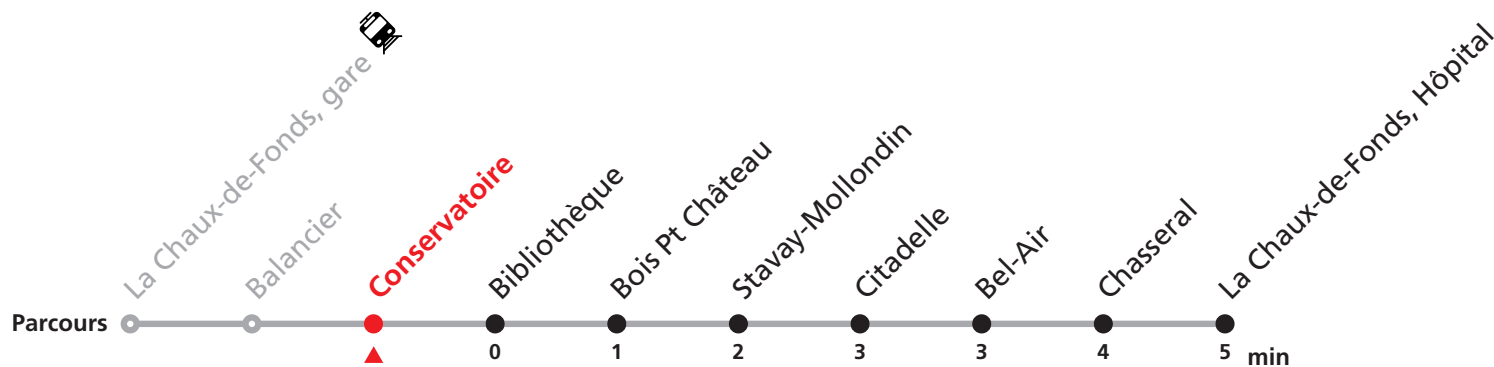 La Chaux-de-Fonds, gare
Balancier
Conservatoire
Bibliothèque
Bois Pt Château
Stavay-Mollondin
Citadelle
Bel-Air
Chasseral
La Chaux-de-Fonds, Hôpital
Parcours
0 1 2 3 3 4 5 min